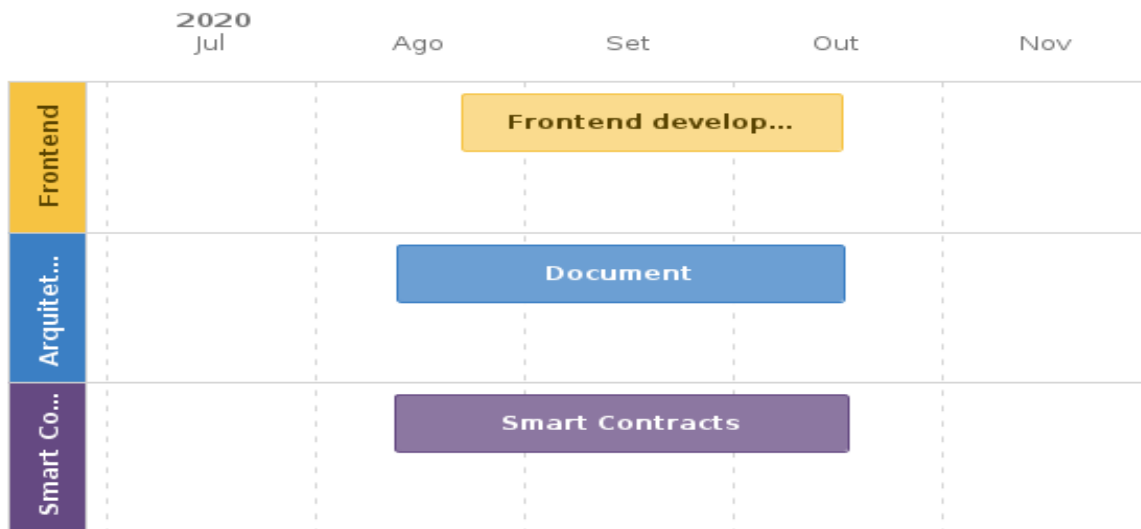 2020
Jul Ago Set Out Nov
Frontend
Frontend develop...
Arquitet...
Document
Smart Co...
Smart Contracts